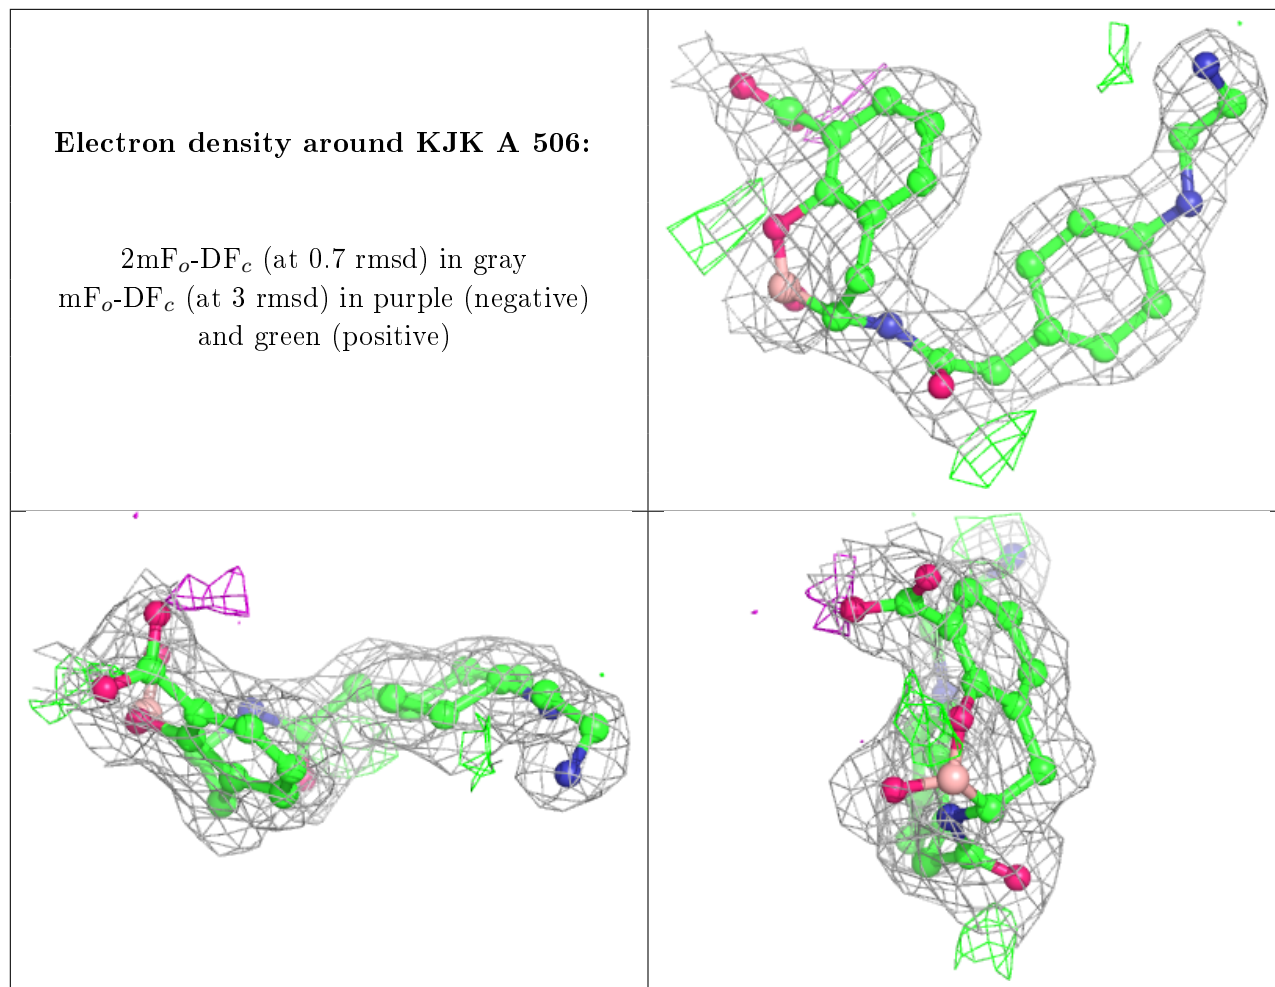 Electron density around KJK A 506:
2mFₒ-DF𝒸 (at 0.7 rmsd) in gray
mFₒ-DF𝒸 (at 3 rmsd) in purple (negative)
and green (positive)